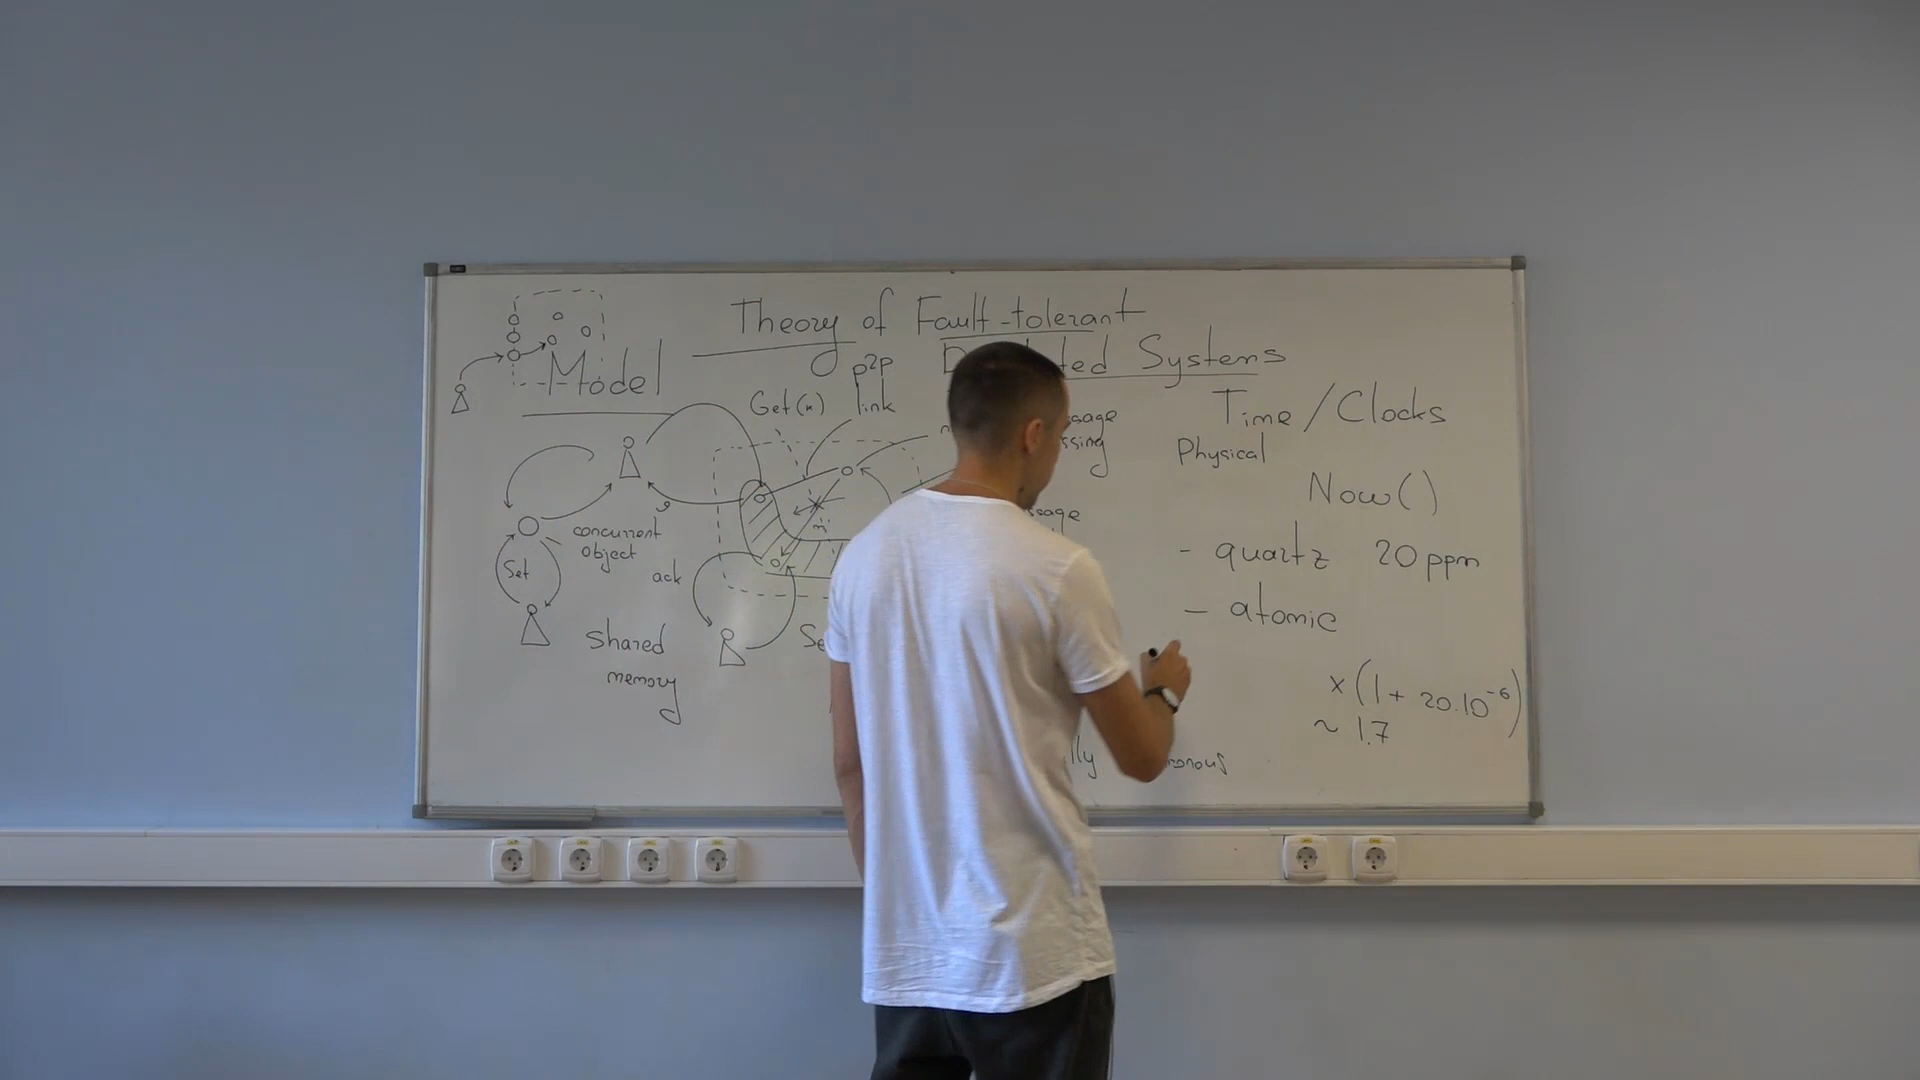 Theory of Fault-tolerant
Systems
Model
Get(x)
p2p
link
concurrent
object
Set
ack
shared
memory
Time / Clocks
Physical
Now()
- quartz 20 ppm
- atomic
x (1 + 20.10⁻⁶)
~ 1.7